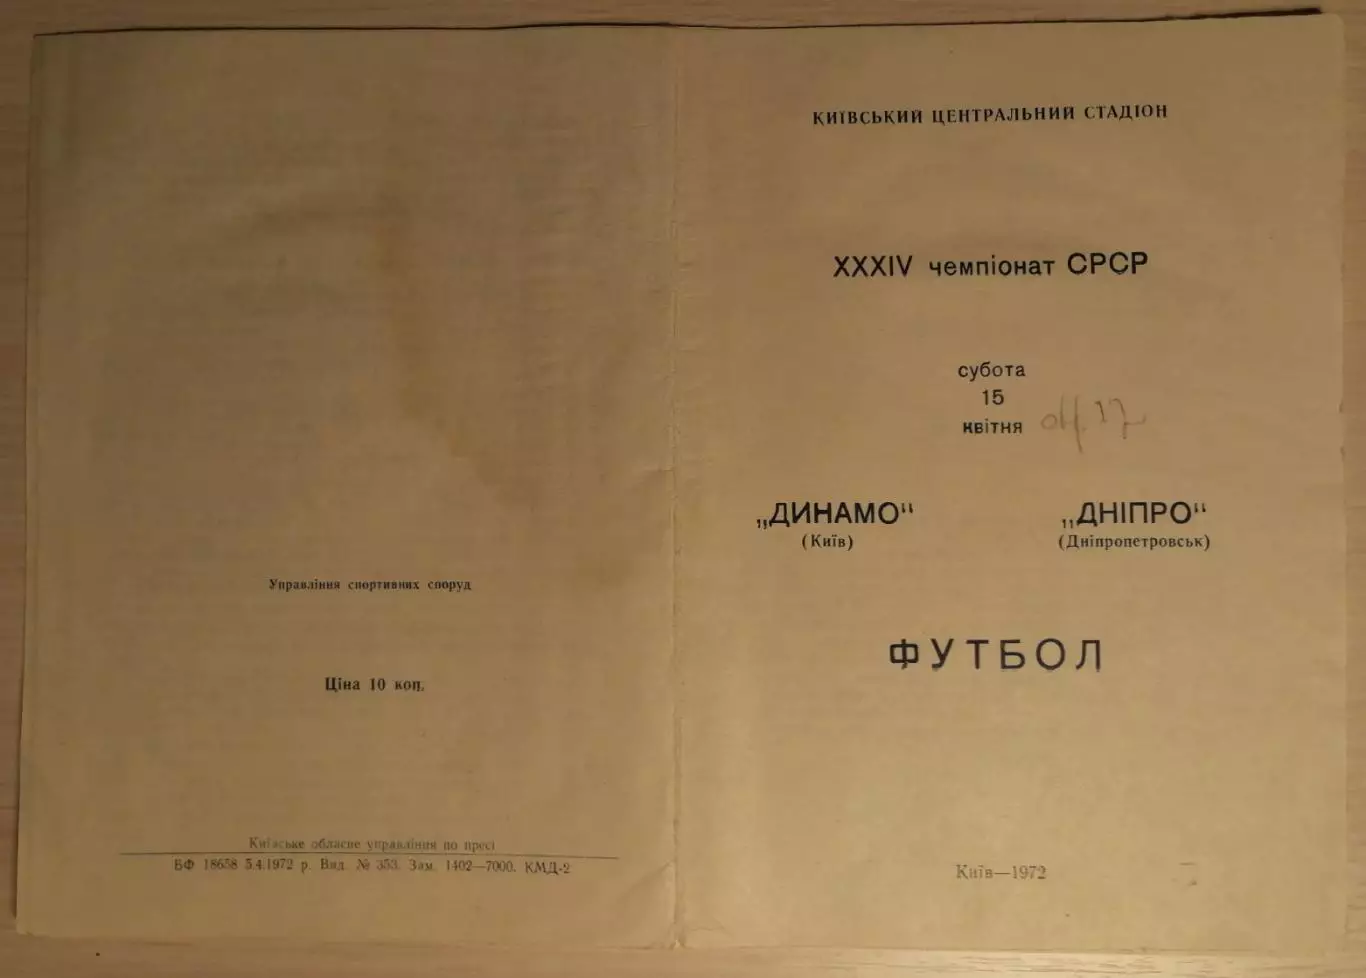 Управління спортивних споруд
Ціна 10 коп.
Київське обласне управління по пресі
БФ 18658 5.4.1972 р. Вид. № 353. Зам. 1402—7000. КМД-2
КИЇВСЬКИЙ ЦЕНТРАЛЬНИЙ СТАДІОН
XXXIV чемпіонат СРСР
субота
15
квітня
„ДИНАМО“ „ДНІПРО“
(Київ) (Дніпропетровськ)
ФУТБОЛ
Київ—1972